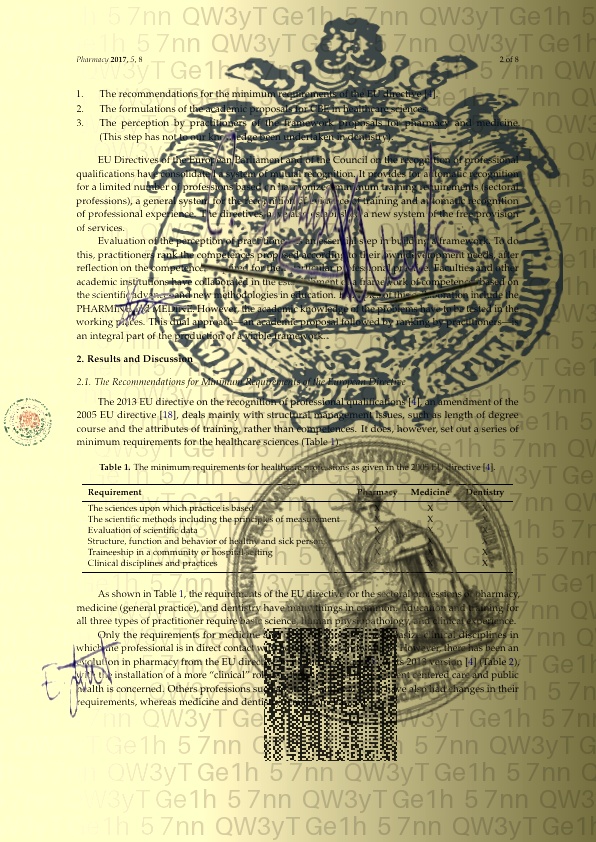 Pharmacy 2017, 5, 8
2 of 8
1. The recommendations for the minimum requirements of the EU directive [4].
2. The formulations of the academic proposals for CBE in healthcare sciences.
3. The perception by practitioners of the framework proposals for pharmacy and medicine
(This step has not to our knowledge been undertaken in dentistry).
EU Directives of the European Parliament and of the Council on the recognition of professional
qualifications have consolidated a system of mutual recognition. It provides for automatic recognition
for a limited number of professions based on harmonized minimum training requirements (sectoral
professions), a general system for the recognition of evidence of training and automatic recognition
of professional experience. The directives have also established a new system of the free provision
of services.
Evaluation of the perception of practitioners is an essential step in building a framework. To do
this, practitioners rank the competences proposed according to their own development needs, after
reflection on the competences required for the particular professional practice. Faculties and other
academic institutions have collaborated in the establishment of a framework of competences based on
the scientific advances and new methodologies in education. of this collaboration include the
PHARMINE MEDINE. However, the academic knowledge of the problems have to be tested in the
working places. This dual approach—an academic proposal followed by ranking by practitioners—is
an integral part of the production of a viable framework..
2. Results and Discussion
2.1. The Recommendations for Minimum Requirements of the European Directive
The 2013 EU directive on the recognition of professional qualifications [4], an amendment of the
2005 EU directive [18], deals mainly with structural management issues, such as length of degree
course and the attributes of training, rather than competences. It does, however, set out a series of
minimum requirements for the healthcare sciences (Table 1).
Table 1. The minimum requirements for healthcare professions as given in the 2005 EU directive [4].
Requirement Pharmacy Medicine Dentistry
The sciences upon which practice is based X X
The scientific methods including the principles of measurement X X
Evaluation of scientific data X X X
Structure, function and behavior of healthy and sick persons X X
Traineeship in a community or hospital setting X X
Clinical disciplines and practices X X
As shown in Table 1, the requirements of the EU directive for the sectoral professions of pharmacy,
medicine (general practice), and dentistry have many things in common. Education and training for
all three types of practitioner require basic science, human physiopathology, and clinical experience.
Only the requirements for medicine and clinical disciplines in
which the professional is in direct contact with However, there has been an
evolution in pharmacy from the EU directive 2013 version [4] (Table 2),
with the installation of a more “clinical” role patient centered care and public
health is concerned. Others professions such have also had changes in their
requirements, whereas medicine and dentistry
QW3yT Ge1h 5 7nn